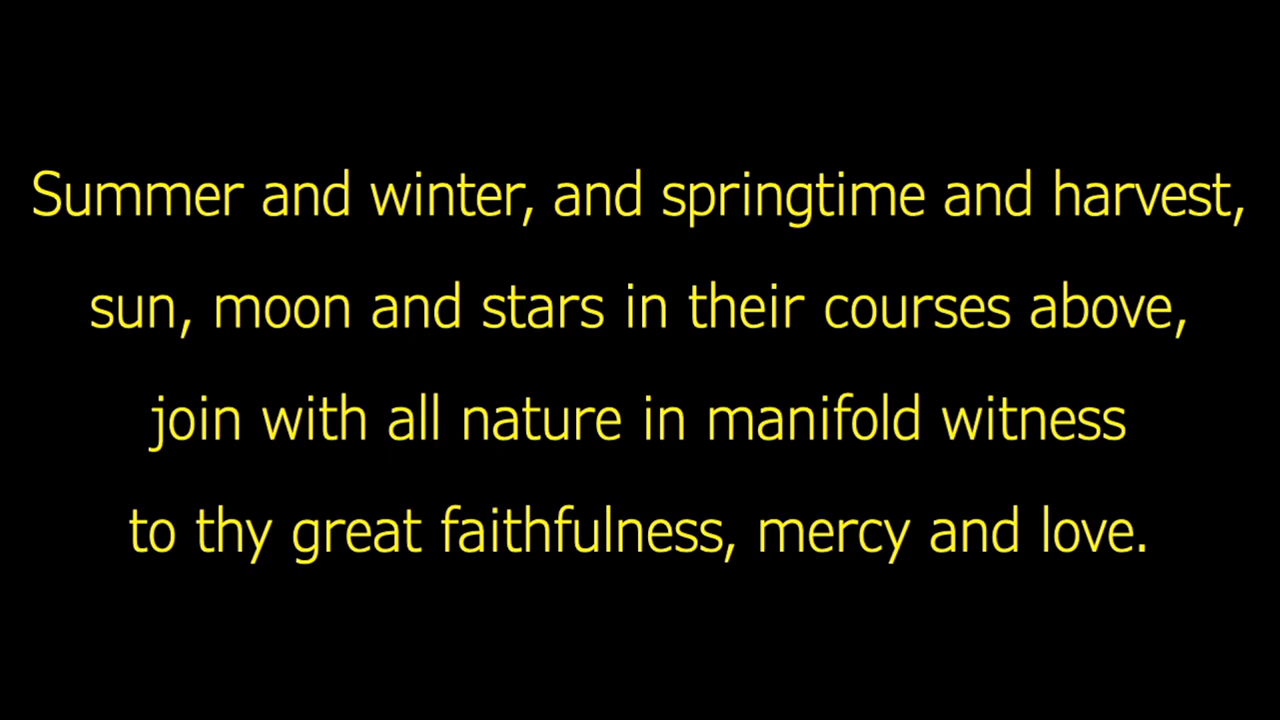 Summer and winter, and springtime and harvest,
sun, moon and stars in their courses above,
join with all nature in manifold witness
to thy great faithfulness, mercy and love.